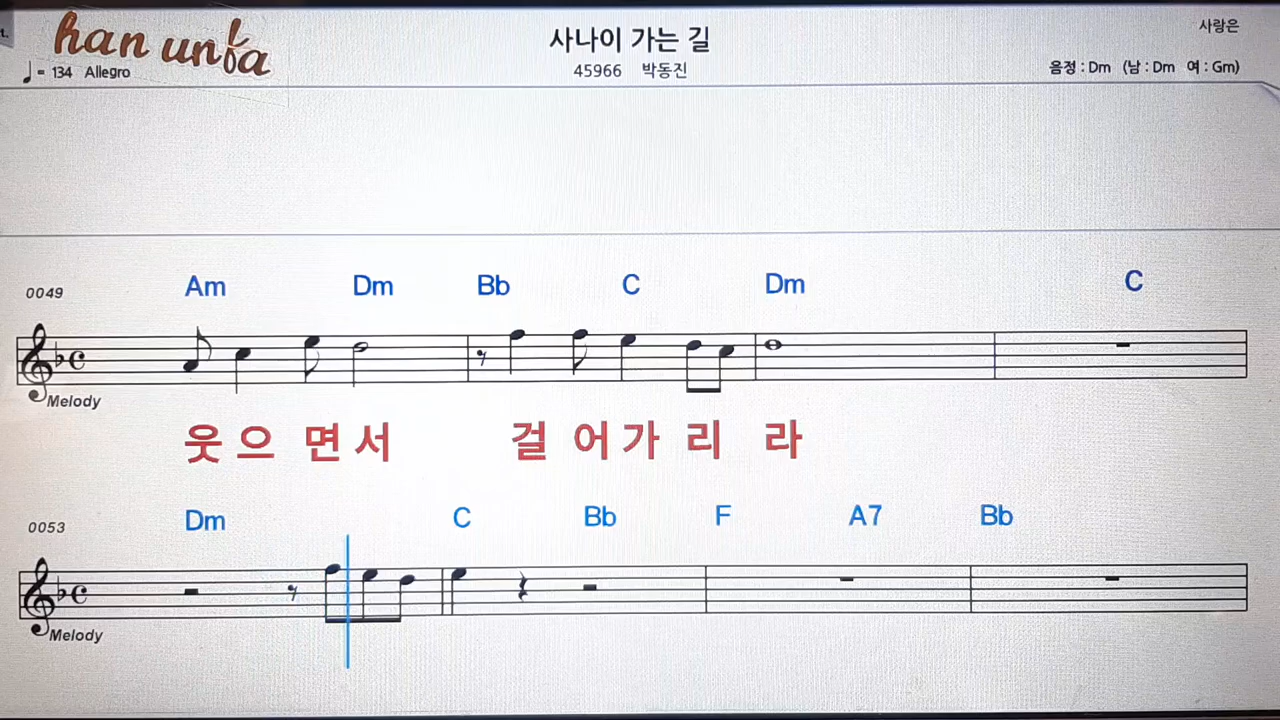 t.
han unfa
사나이 가는 길
사랑은
♩= 134 Allegro
45966 박동진
음정 : Dm (남 : Dm 여 : Gm)
0049 Am Dm Bb C Dm C
Melody
웃으면서 걸어가리라
0053 Dm C Bb F A7 Bb
Melody